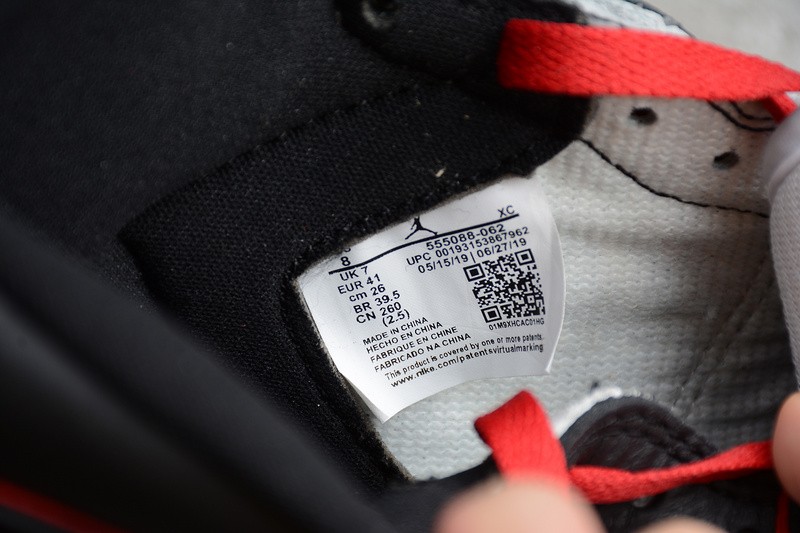 XC
555088-062
UPC 00193153867962
05/15/19 | 06/27/19
8
UK 7
EUR 41
cm 26
BR 39.5
CN 260
(2.5)
01M9XHCAC01HG
MADE IN CHINA
HECHO EN CHINA
FABRIQUE EN CHINE
FABRICADO NA CHINA
This product is covered by one or more patents.
www.nike.com/patentsvirtualmarking